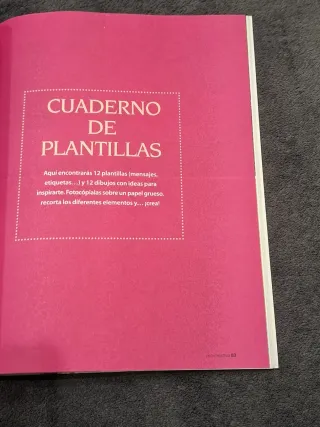 CUADERNO
DE
PLANTILLAS
Aquí encontrarás 12 plantillas (mensajes,
etiquetas…) y 12 dibujos con ideas para
inspirarte. Fotocópialas sobre un papel grueso,
recorta los diferentes elementos y… ¡crea!